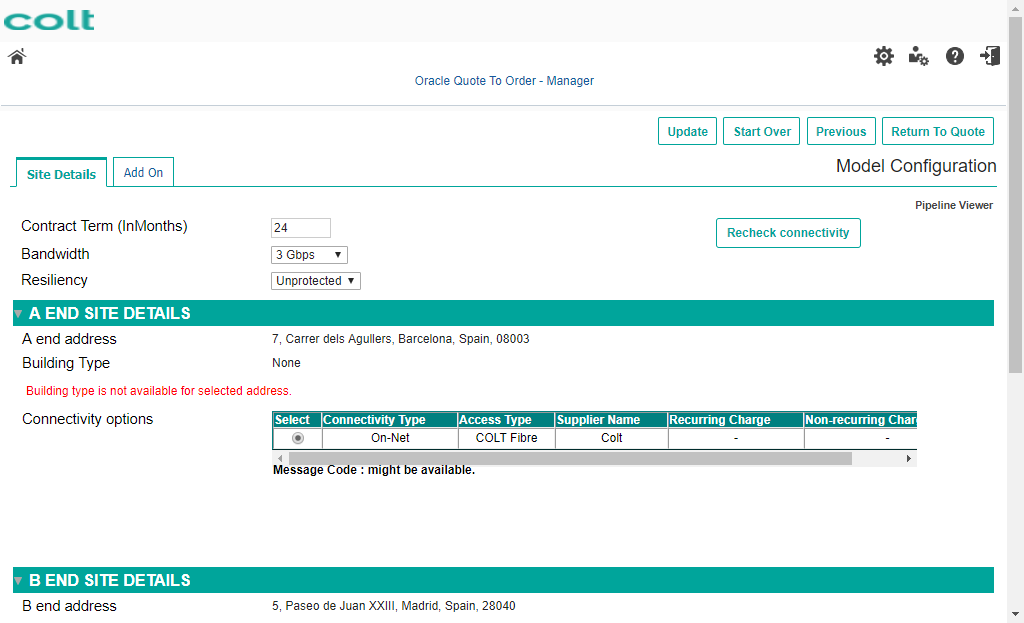 colt
Oracle Quote To Order - Manager
Update Start Over Previous Return To Quote
Site Details Add On Model Configuration
Pipeline Viewer
Contract Term (InMonths) 24 Recheck connectivity
Bandwidth 3 Gbps
Resiliency Unprotected
A END SITE DETAILS
A end address 7, Carrer dels Agullers, Barcelona, Spain, 08003
Building Type None
Building type is not available for selected address.
Connectivity options Select Connectivity Type Access Type Supplier Name Recurring Charge Non-recurring Char
On-Net COLT Fibre Colt - -
Message Code : might be available.
B END SITE DETAILS
B end address 5, Paseo de Juan XXIII, Madrid, Spain, 28040